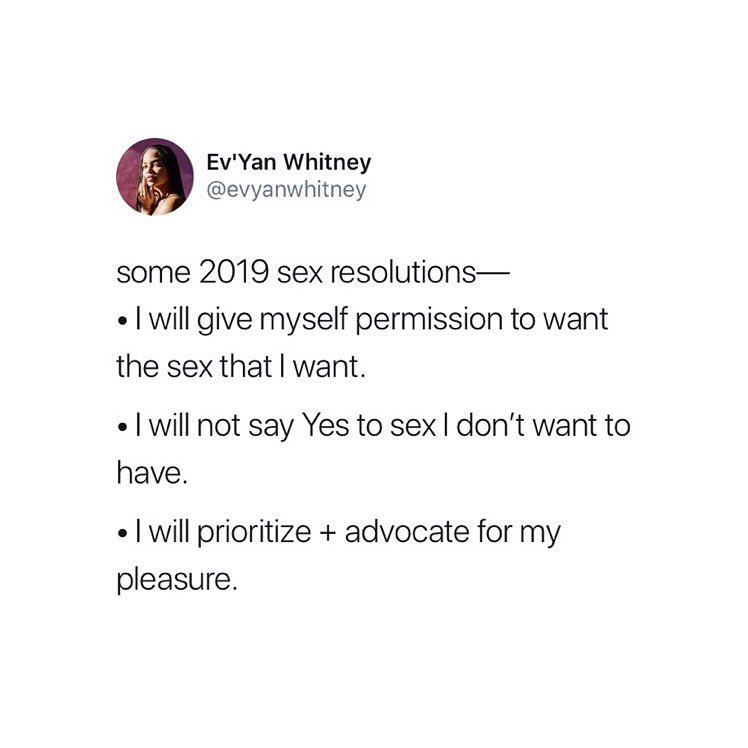 Ev'Yan Whitney
@evyanwhitney
some 2019 sex resolutions—
• I will give myself permission to want
the sex that I want.
• I will not say Yes to sex I don’t want to
have.
• I will prioritize + advocate for my
pleasure.